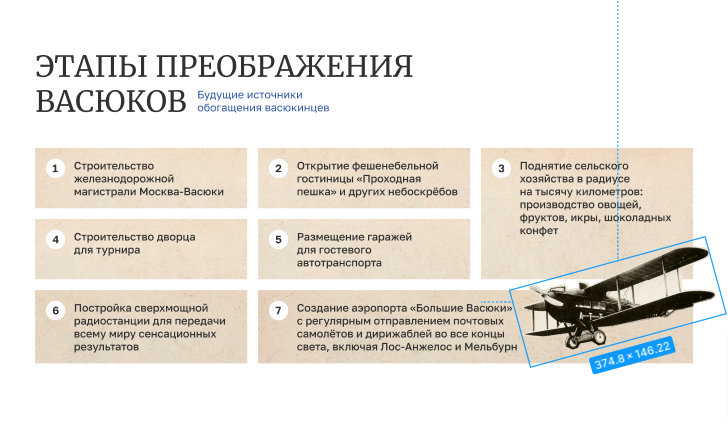 ЭТАПЫ ПРЕОБРАЖЕНИЯ
ВАСЮКОВ
Будущие источники
обогащения васюкинцев
1
Строительство
железнодорожной
магистрали Москва-Васюки
2
Открытие фешенебельной
гостиницы «Проходная
пешка» и других небоскрёбов
3
Поднятие сельского
хозяйства в радиусе
на тысячу километров:
производство овощей,
фруктов, икры, шоколадных
конфет
4
Строительство дворца
для турнира
5
Размещение гаражей
для гостевого
автотранспорта
6
Постройка сверхмощной
радиостанции для передачи
всему миру сенсационных
результатов
7
Создание аэропорта «Большие Васюки»
с регулярным отправлением почтовых
самолётов и дирижаблей во все концы
света, включая Лос-Анжелос и Мельбурн
374.8 × 146.22